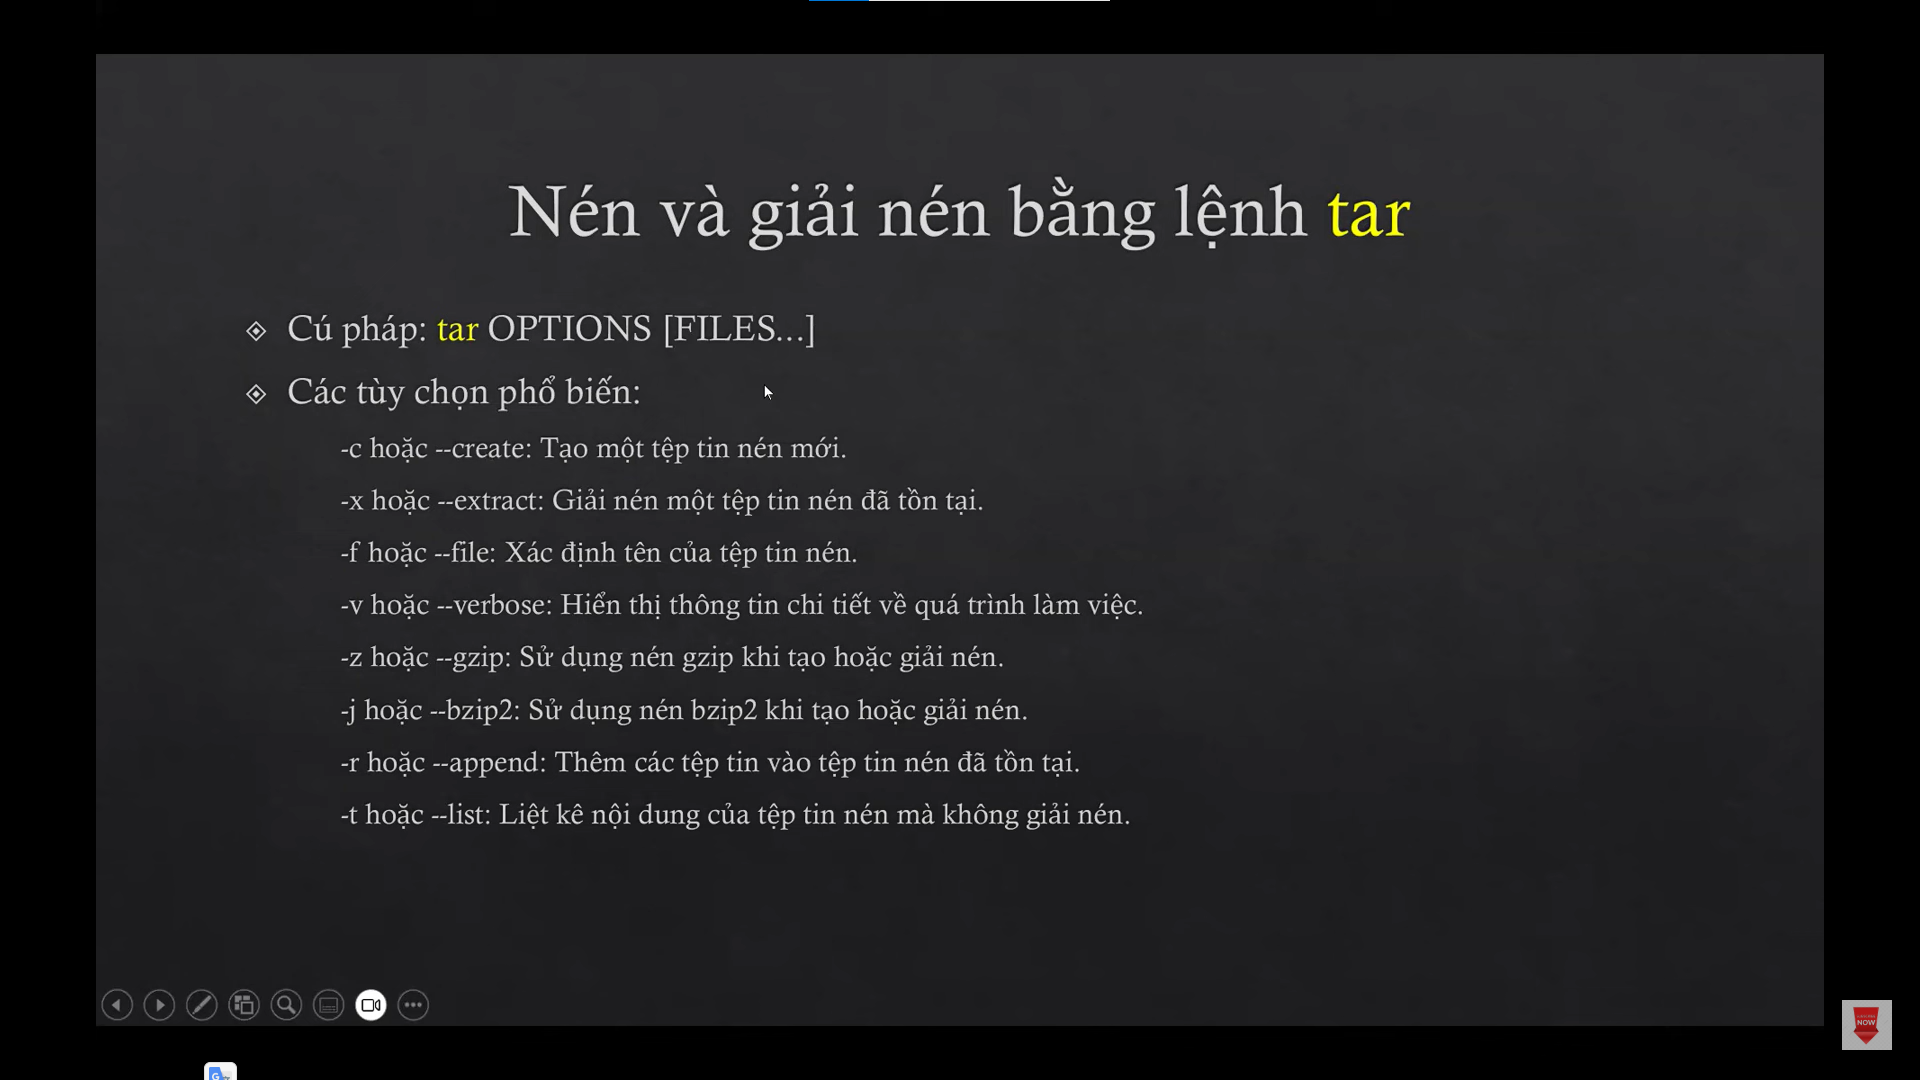 Nén và giải nén bằng lệnh tar
Cú pháp: tar OPTIONS [FILES...]
Các tùy chọn phổ biến:
-c hoặc --create: Tạo một tệp tin nén mới.
-x hoặc --extract: Giải nén một tệp tin nén đã tồn tại.
-f hoặc --file: Xác định tên của tệp tin nén.
-v hoặc --verbose: Hiển thị thông tin chi tiết về quá trình làm việc.
-z hoặc --gzip: Sử dụng nén gzip khi tạo hoặc giải nén.
-j hoặc --bzip2: Sử dụng nén bzip2 khi tạo hoặc giải nén.
-r hoặc --append: Thêm các tệp tin vào tệp tin nén đã tồn tại.
-t hoặc --list: Liệt kê nội dung của tệp tin nén mà không giải nén.
NOW
G